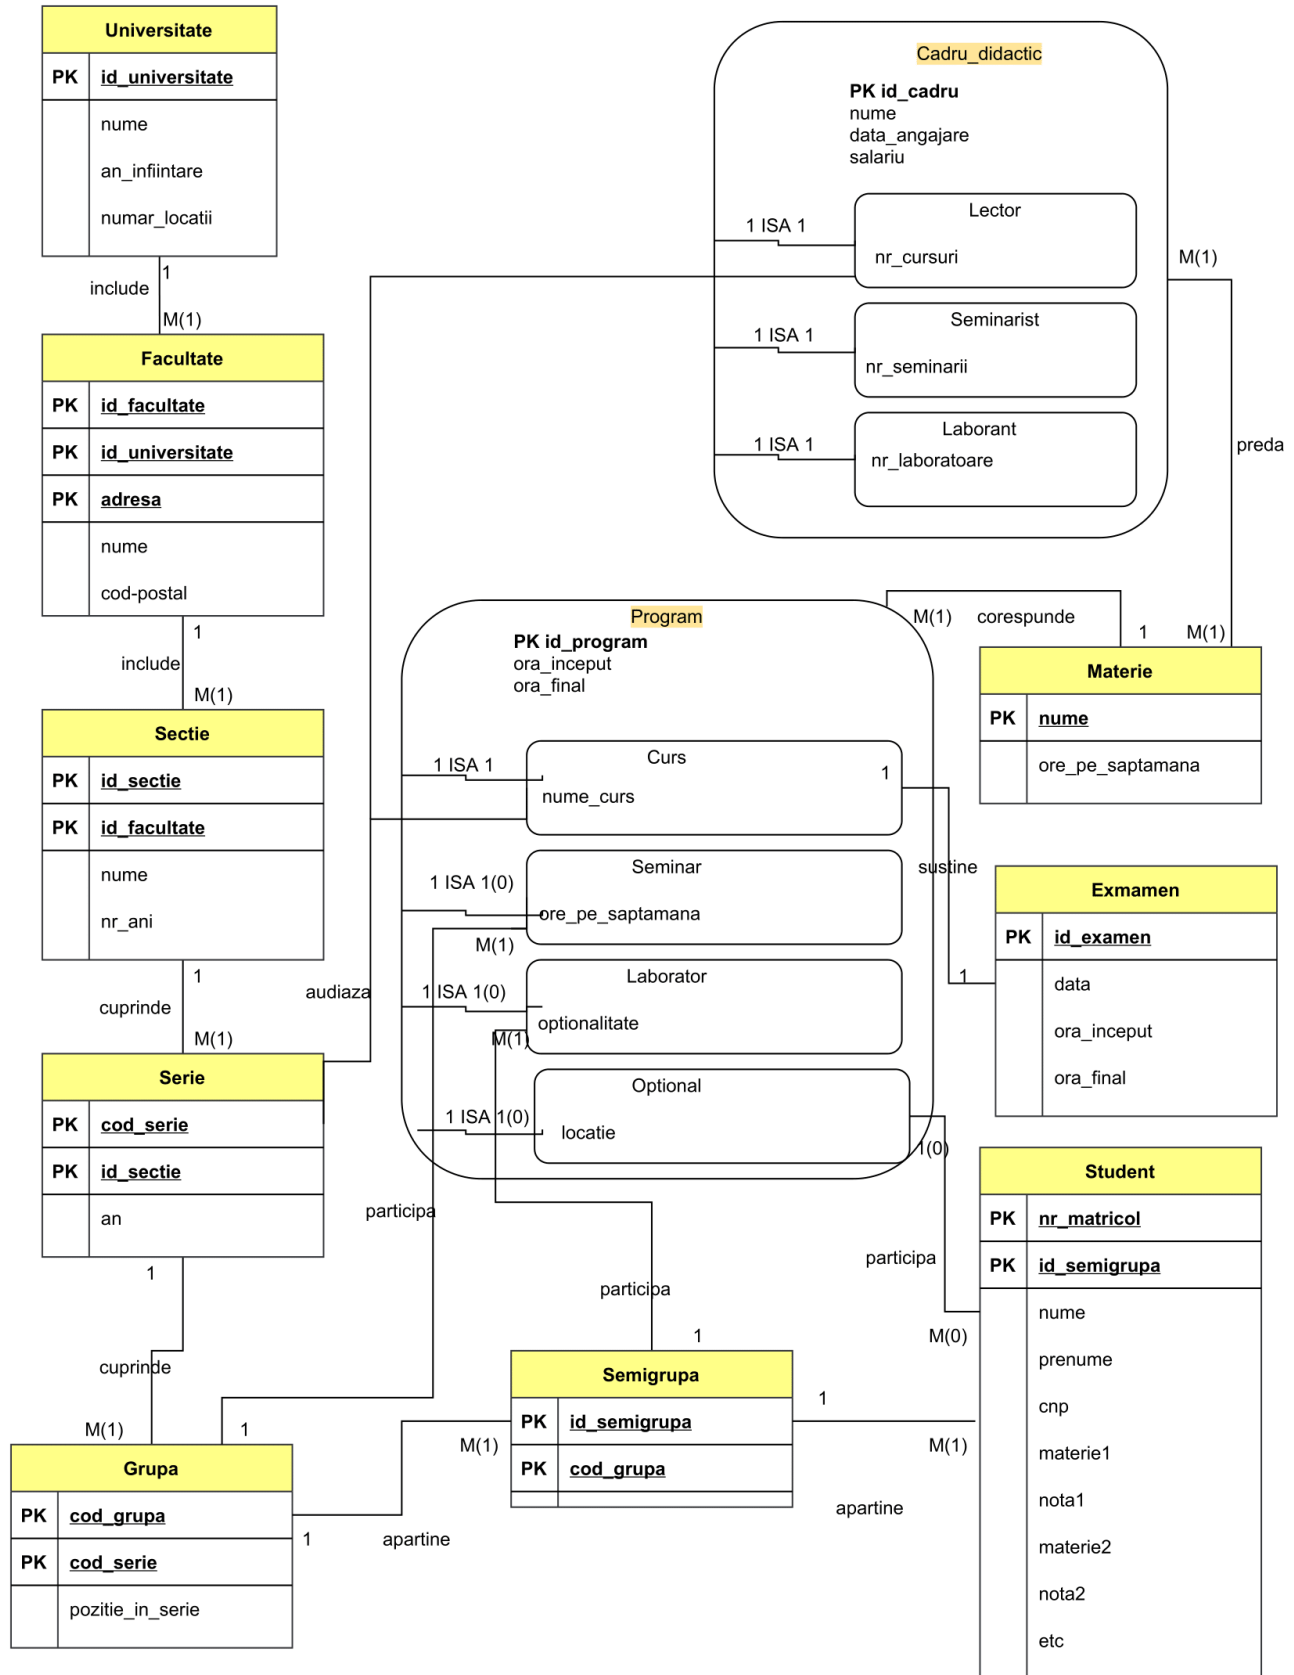 Universitate
PK id_universitate
nume
an_infiintare
numar_locatii
1
include
M(1)
Facultate
PK id_facultate
PK id_universitate
PK adresa
nume
cod-postal
1
include
M(1)
Sectie
PK id_sectie
PK id_facultate
nume
nr_ani
1
cuprinde
M(1)
Serie
PK cod_serie
PK id_sectie
an
1
cuprinde
M(1)
1
Grupa
PK cod_grupa
PK cod_serie
pozitie_in_serie
1
apartine
M(1)
Cadru_didactic
PK id_cadru
nume
data_angajare
salariu
1 ISA 1
Lector
nr_cursuri
1 ISA 1
Seminarist
nr_seminarii
1 ISA 1
Laborant
nr_laboratoare
M(1)
preda
M(1)
audiaza
Program
PK id_program
ora_inceput
ora_final
M(1)
corespunde
1
1 ISA 1
Curs
1
nume_curs
1 ISA 1(0)
Seminar
ore_pe_saptamana
M(1)
1 ISA 1(0)
Laborator
optionalitate
M(1)
1 ISA 1(0)
Optional
locatie
1(0)
participa
participa
1
participa
M(0)
Materie
PK nume
ore_pe_saptamana
sustine
1
Exmamen
PK id_examen
data
ora_inceput
ora_final
Semigrupa
PK id_semigrupa
PK cod_grupa
1
M(1)
apartine
Student
PK nr_matricol
PK id_semigrupa
nume
prenume
cnp
materie1
nota1
materie2
nota2
etc